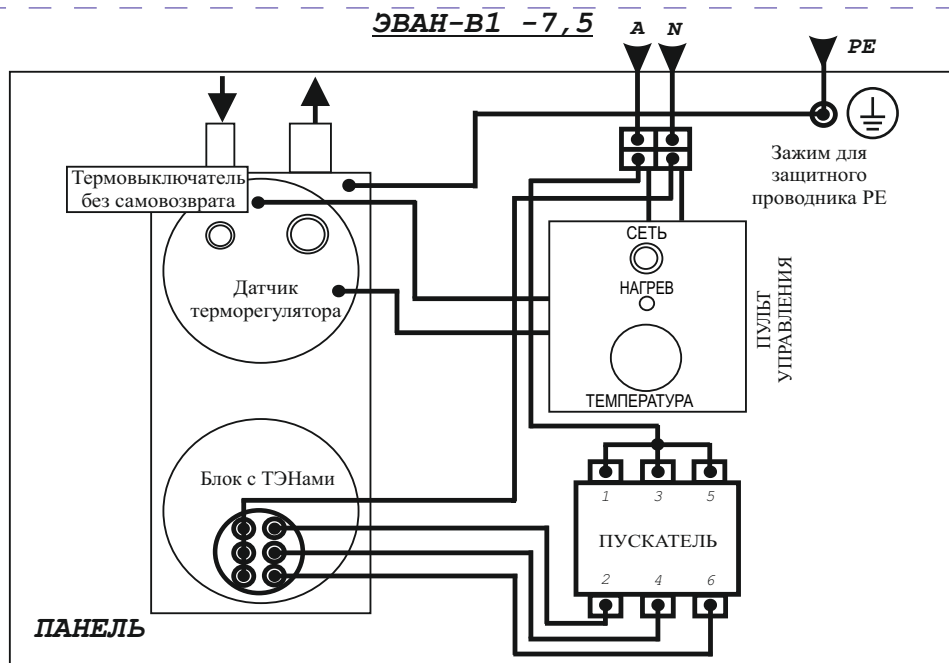 ЭВАН-В1 -7,5
A N
PE
Зажим для
защитного
проводника PE
Термовыключатель
без самовозврата
Датчик
терморегулятора
СЕТЬ
НАГРЕВ
ТЕМПЕРАТУРА
ПУЛЬТ
УПРАВЛЕНИЯ
Блок с ТЭНами
1 3 5
ПУСКАТЕЛЬ
2 4 6
ПАНЕЛЬ